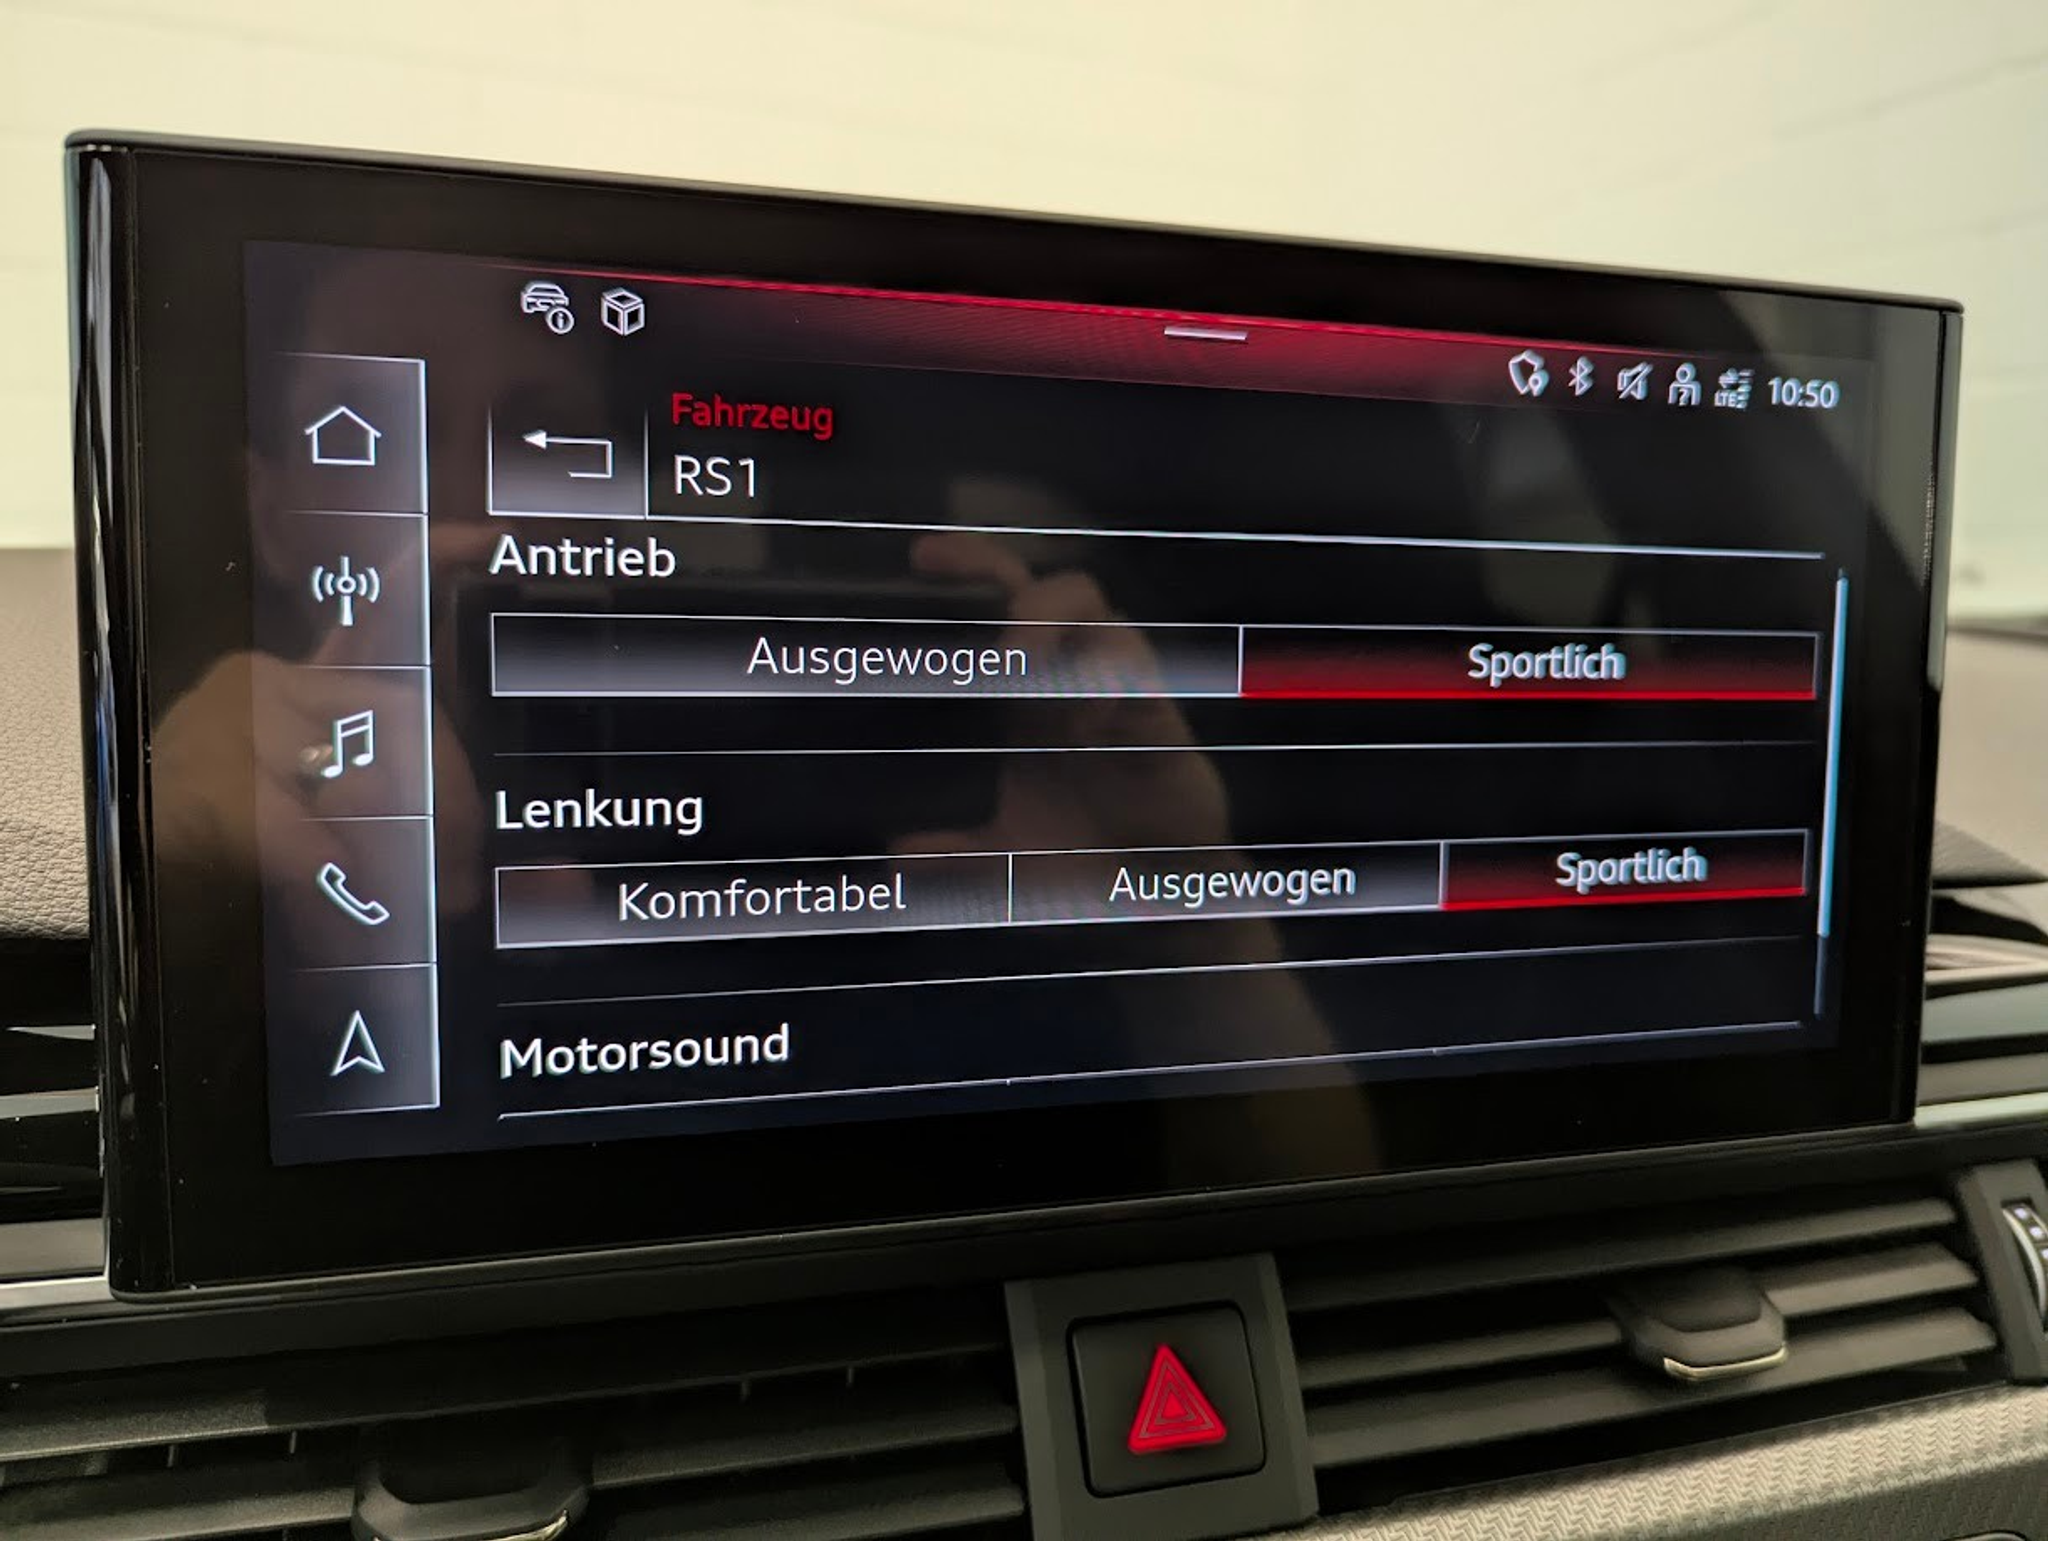 10:50
Fahrzeug
RS1
Antrieb
Ausgewogen Sportlich
Lenkung
Komfortabel Ausgewogen Sportlich
Motorsound